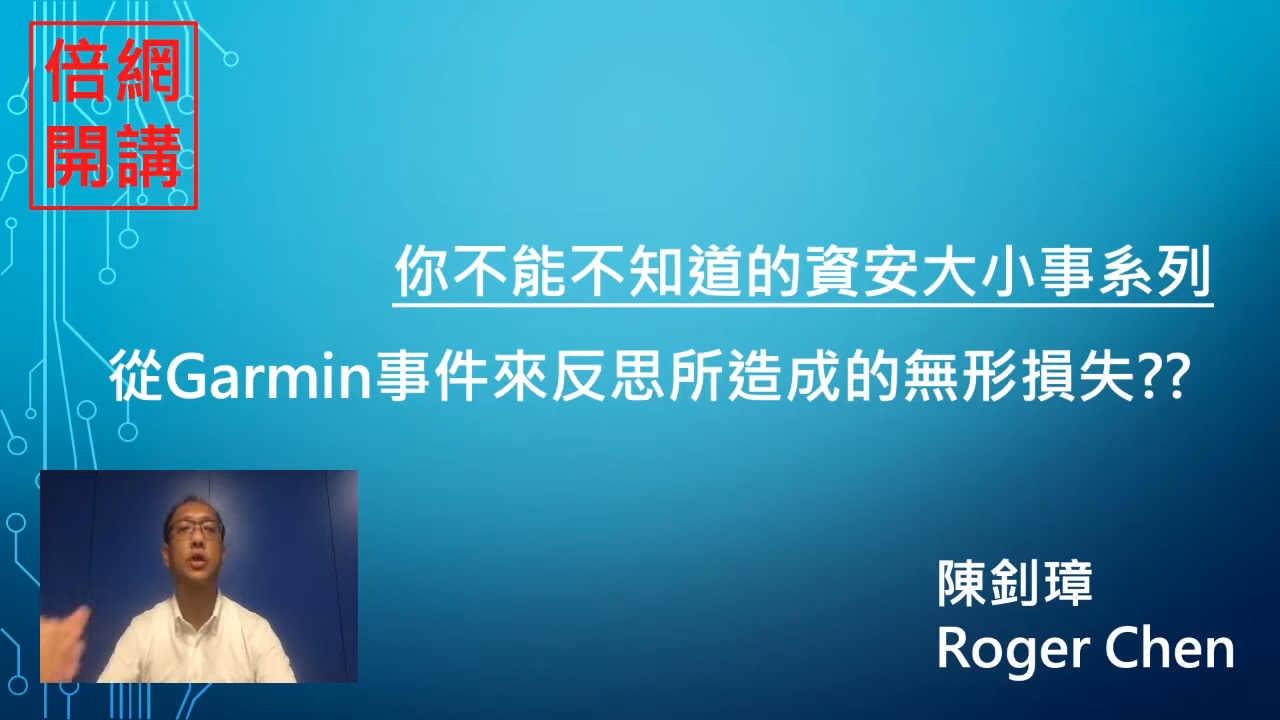 倍網
開講
你不能不知道的資安大小事系列
從Garmin事件來反思所造成的無形損失??
陳釗璋
Roger Chen